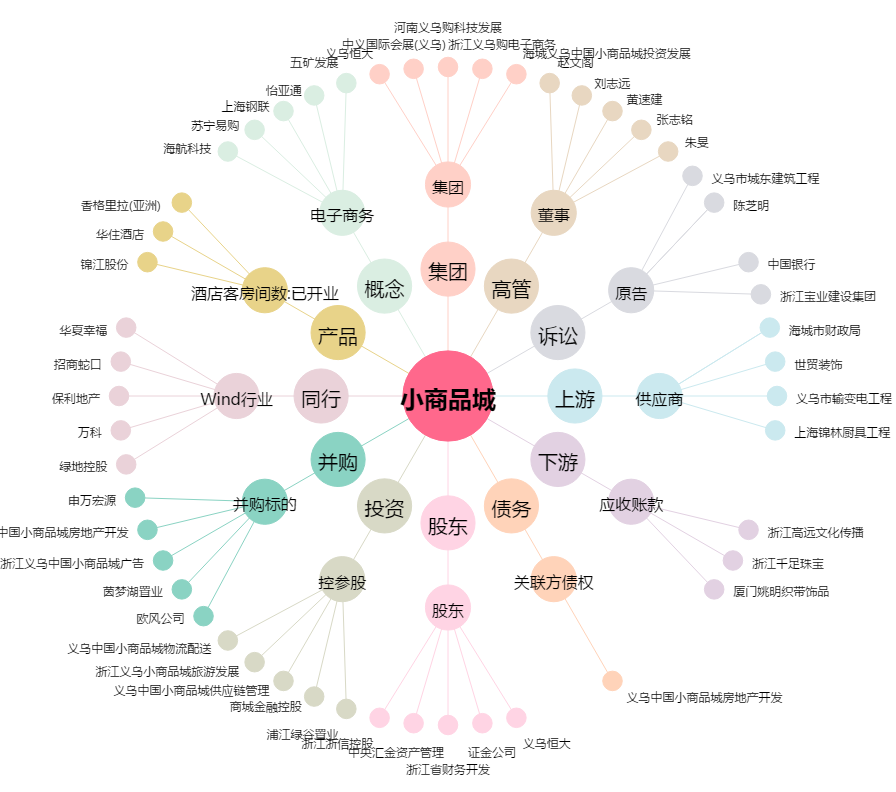 河南义乌购科技发展
中义国际会展(义乌)
浙江义乌购电子商务
义乌恒大
海城义乌中国小商品城投资发展
赵文阁
五矿发展
刘志远
怡亚通
黄速建
上海钢联
张志铭
苏宁易购
朱旻
海航科技
义乌市城东建筑工程
集团
香格里拉(亚洲)
陈芝明
电子商务
董事
华住酒店
锦江股份
中国银行
集团
概念
高管
酒店客房间数:已开业
原告
浙江宝业建设集团
华夏幸福
海城市财政局
产品
诉讼
招商蛇口
世贸装饰
保利地产
Wind行业
同行
小商品城
上游
供应商
义乌市输变电工程
万科
上海锦林厨具工程
绿地控股
并购
下游
申万宏源
并购标的
投资
股东
债务
应收账款
中国小商品城房地产开发
浙江高远文化传播
浙江义乌中国小商品城广告
浙江千足珠宝
茵梦湖置业
控参股
关联方债权
厦门姚明织带饰品
欧风公司
股东
义乌中国小商品城物流配送
浙江义乌小商品城旅游发展
义乌中国小商品城供应链管理
义乌中国小商品城房地产开发
商城金融控股
浦江绿谷置业
浙江浙信控股
中央汇金资产管理
浙江省财务开发
证金公司
义乌恒大